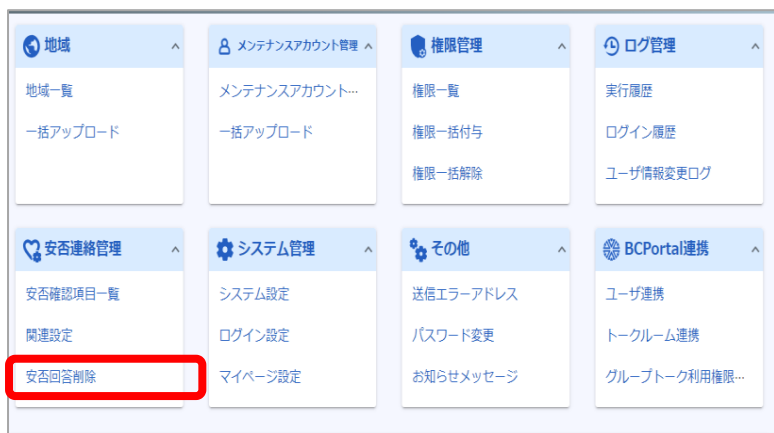 地域
地域一覧
一括アップロード
メンテナンスアカウント管理
メンテナンスアカウント…
一括アップロード
権限管理
権限一覧
権限一括付与
権限一括解除
ログ管理
実行履歴
ログイン履歴
ユーザ情報変更ログ
安否連絡管理
安否確認項目一覧
関連設定
安否回答削除
システム管理
システム設定
ログイン設定
マイページ設定
その他
送信エラーアドレス
パスワード変更
お知らせメッセージ
BCPortal連携
ユーザ連携
トークルーム連携
グループトーク利用権限…